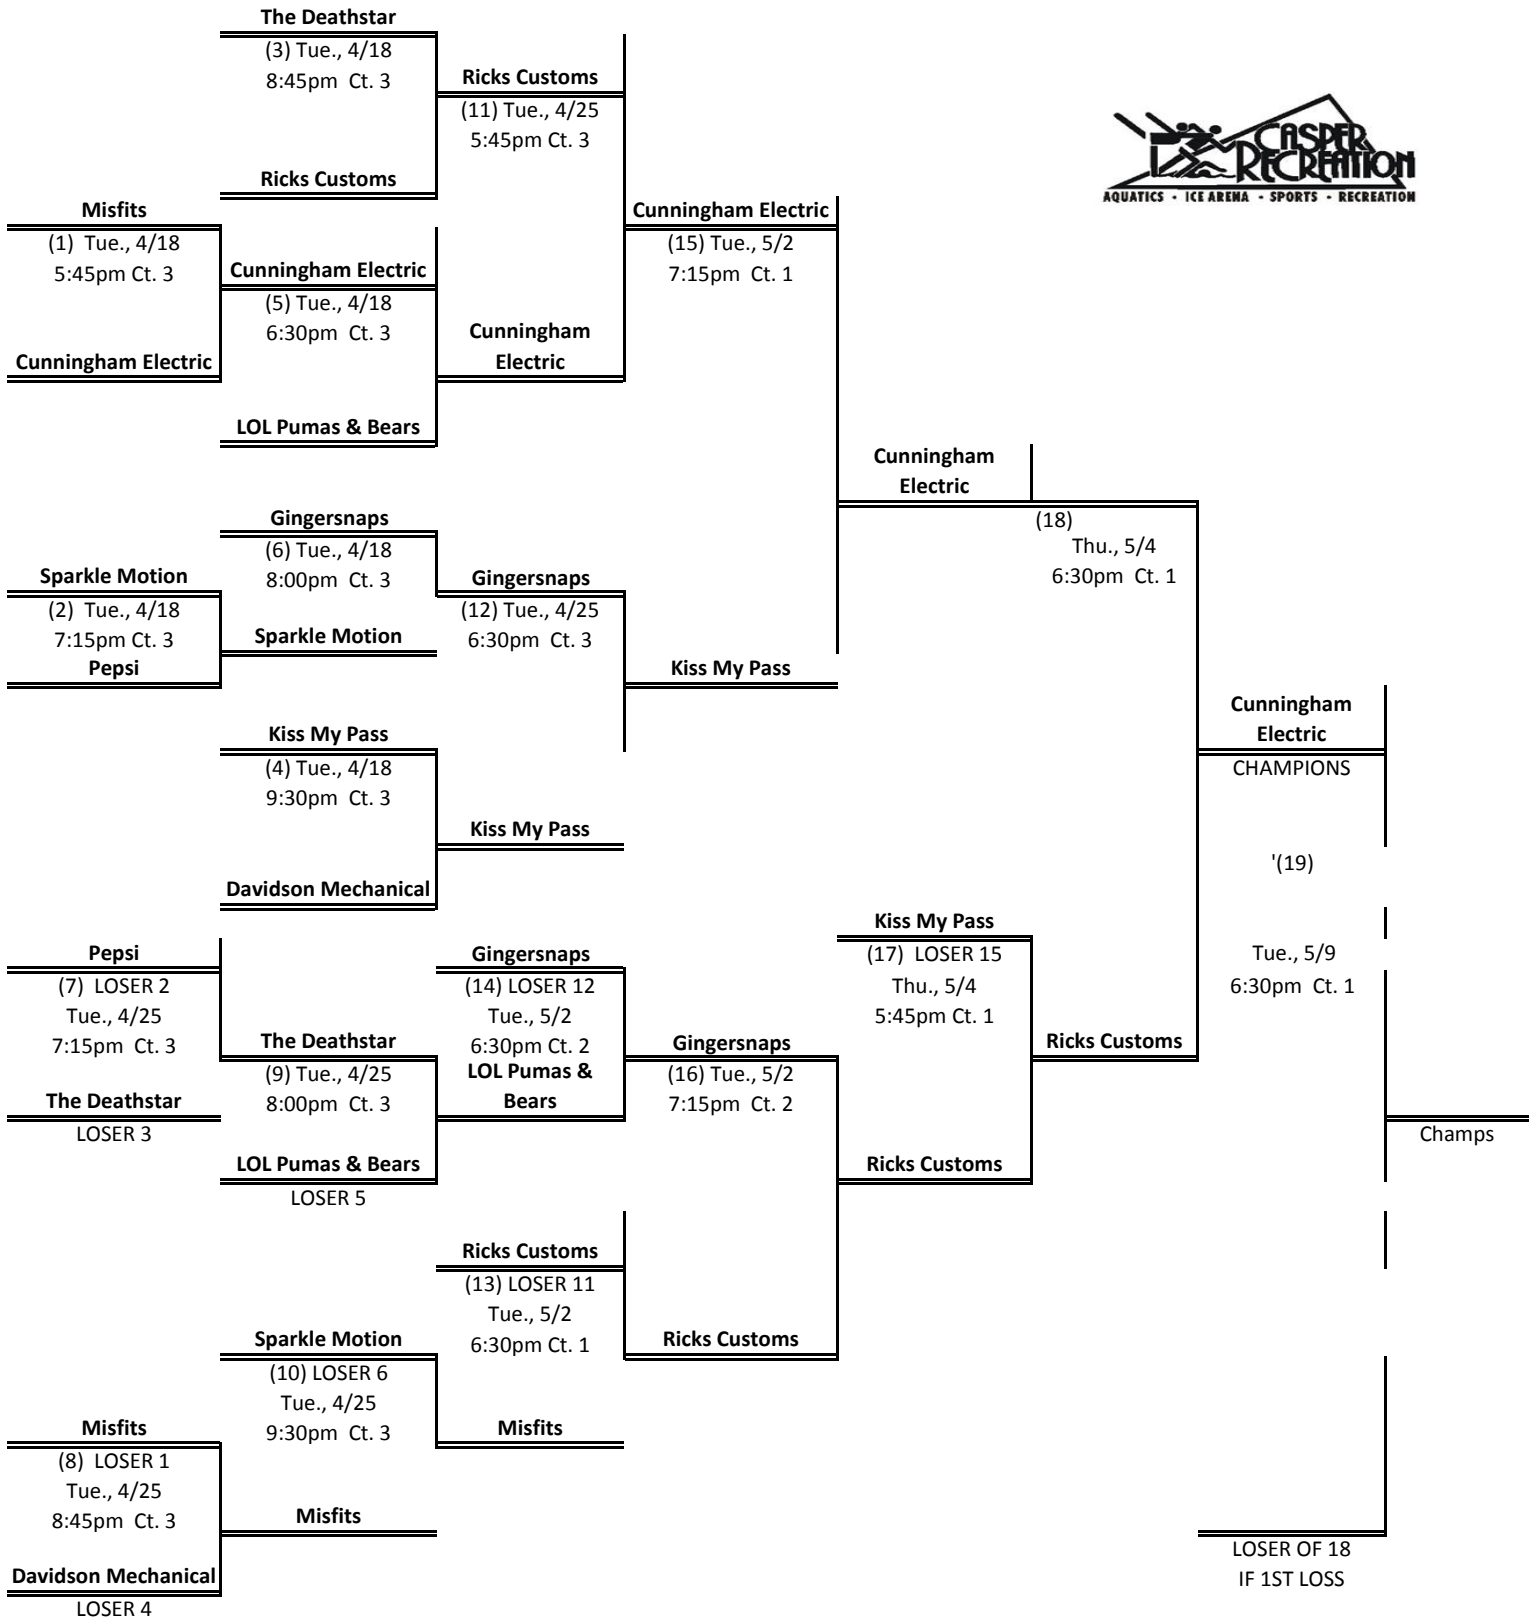 The Deathstar
(3) Tue., 4/18
8:45pm Ct. 3
Ricks Customs
(11) Tue., 4/25
5:45pm Ct. 3
Ricks Customs
CASPER
RECREATION
AQUATICS - ICE ARENA - SPORTS - RECREATION
Misfits
(1) Tue., 4/18
5:45pm Ct. 3
Cunningham Electric
Cunningham Electric
(5) Tue., 4/18
6:30pm Ct. 3
LOL Pumas & Bears
Cunningham
Electric
Cunningham Electric
(15) Tue., 5/2
7:15pm Ct. 1
Gingersnaps
(6) Tue., 4/18
8:00pm Ct. 3
Sparkle Motion
(2) Tue., 4/18
7:15pm Ct. 3
Pepsi
Sparkle Motion
Gingersnaps
(12) Tue., 4/25
6:30pm Ct. 3
Kiss My Pass
Kiss My Pass
(4) Tue., 4/18
9:30pm Ct. 3
Davidson Mechanical
Kiss My Pass
Cunningham
Electric
(18)
Thu., 5/4
6:30pm Ct. 1
Cunningham
Electric
CHAMPIONS
'(19)
Tue., 5/9
6:30pm Ct. 1
Pepsi
(7) LOSER 2
Tue., 4/25
7:15pm Ct. 3
The Deathstar
LOSER 3
The Deathstar
(9) Tue., 4/25
8:00pm Ct. 3
LOL Pumas & Bears
LOSER 5
Gingersnaps
(14) LOSER 12
Tue., 5/2
6:30pm Ct. 2
LOL Pumas &
Bears
Gingersnaps
(16) Tue., 5/2
7:15pm Ct. 2
Kiss My Pass
(17) LOSER 15
Thu., 5/4
5:45pm Ct. 1
Ricks Customs
Ricks Customs
Champs
Ricks Customs
(13) LOSER 11
Tue., 5/2
6:30pm Ct. 1
Ricks Customs
Sparkle Motion
(10) LOSER 6
Tue., 4/25
9:30pm Ct. 3
Misfits
Misfits
(8) LOSER 1
Tue., 4/25
8:45pm Ct. 3
Misfits
Davidson Mechanical
LOSER 4
LOSER OF 18
IF 1ST LOSS